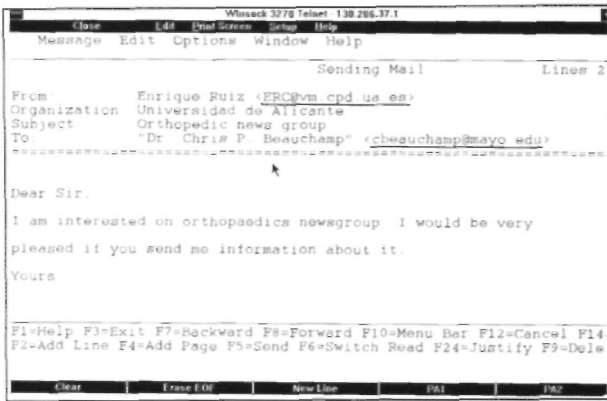 Winsock 3270 Telnet - 130.206.37.1
Close Edit Print Screen Setup Help
Message Edit Options Window Help
Sending Mail Lines 2
From Enrique Ruiz <ERC@vm cpd ua es>
Organization Universidad de Alicante
Subject Orthopedic news group
To. "Dr Chris P. Beauchamp" <cbeauchamp@mayo edu>
Dear Sir.
I am interested on orthopaedics newsgroup I would be very
pleased if you send me information about it.
Yours
F1=Help F3=Exit F7=Backward F8=Forward F10=Menu Bar F12=Cancel F14
F2=Add Line F4=Add Page F5=Send F6=Switch Read F24=Justify F9=Dele
Clear Erase EOF New Line PA1 PA2